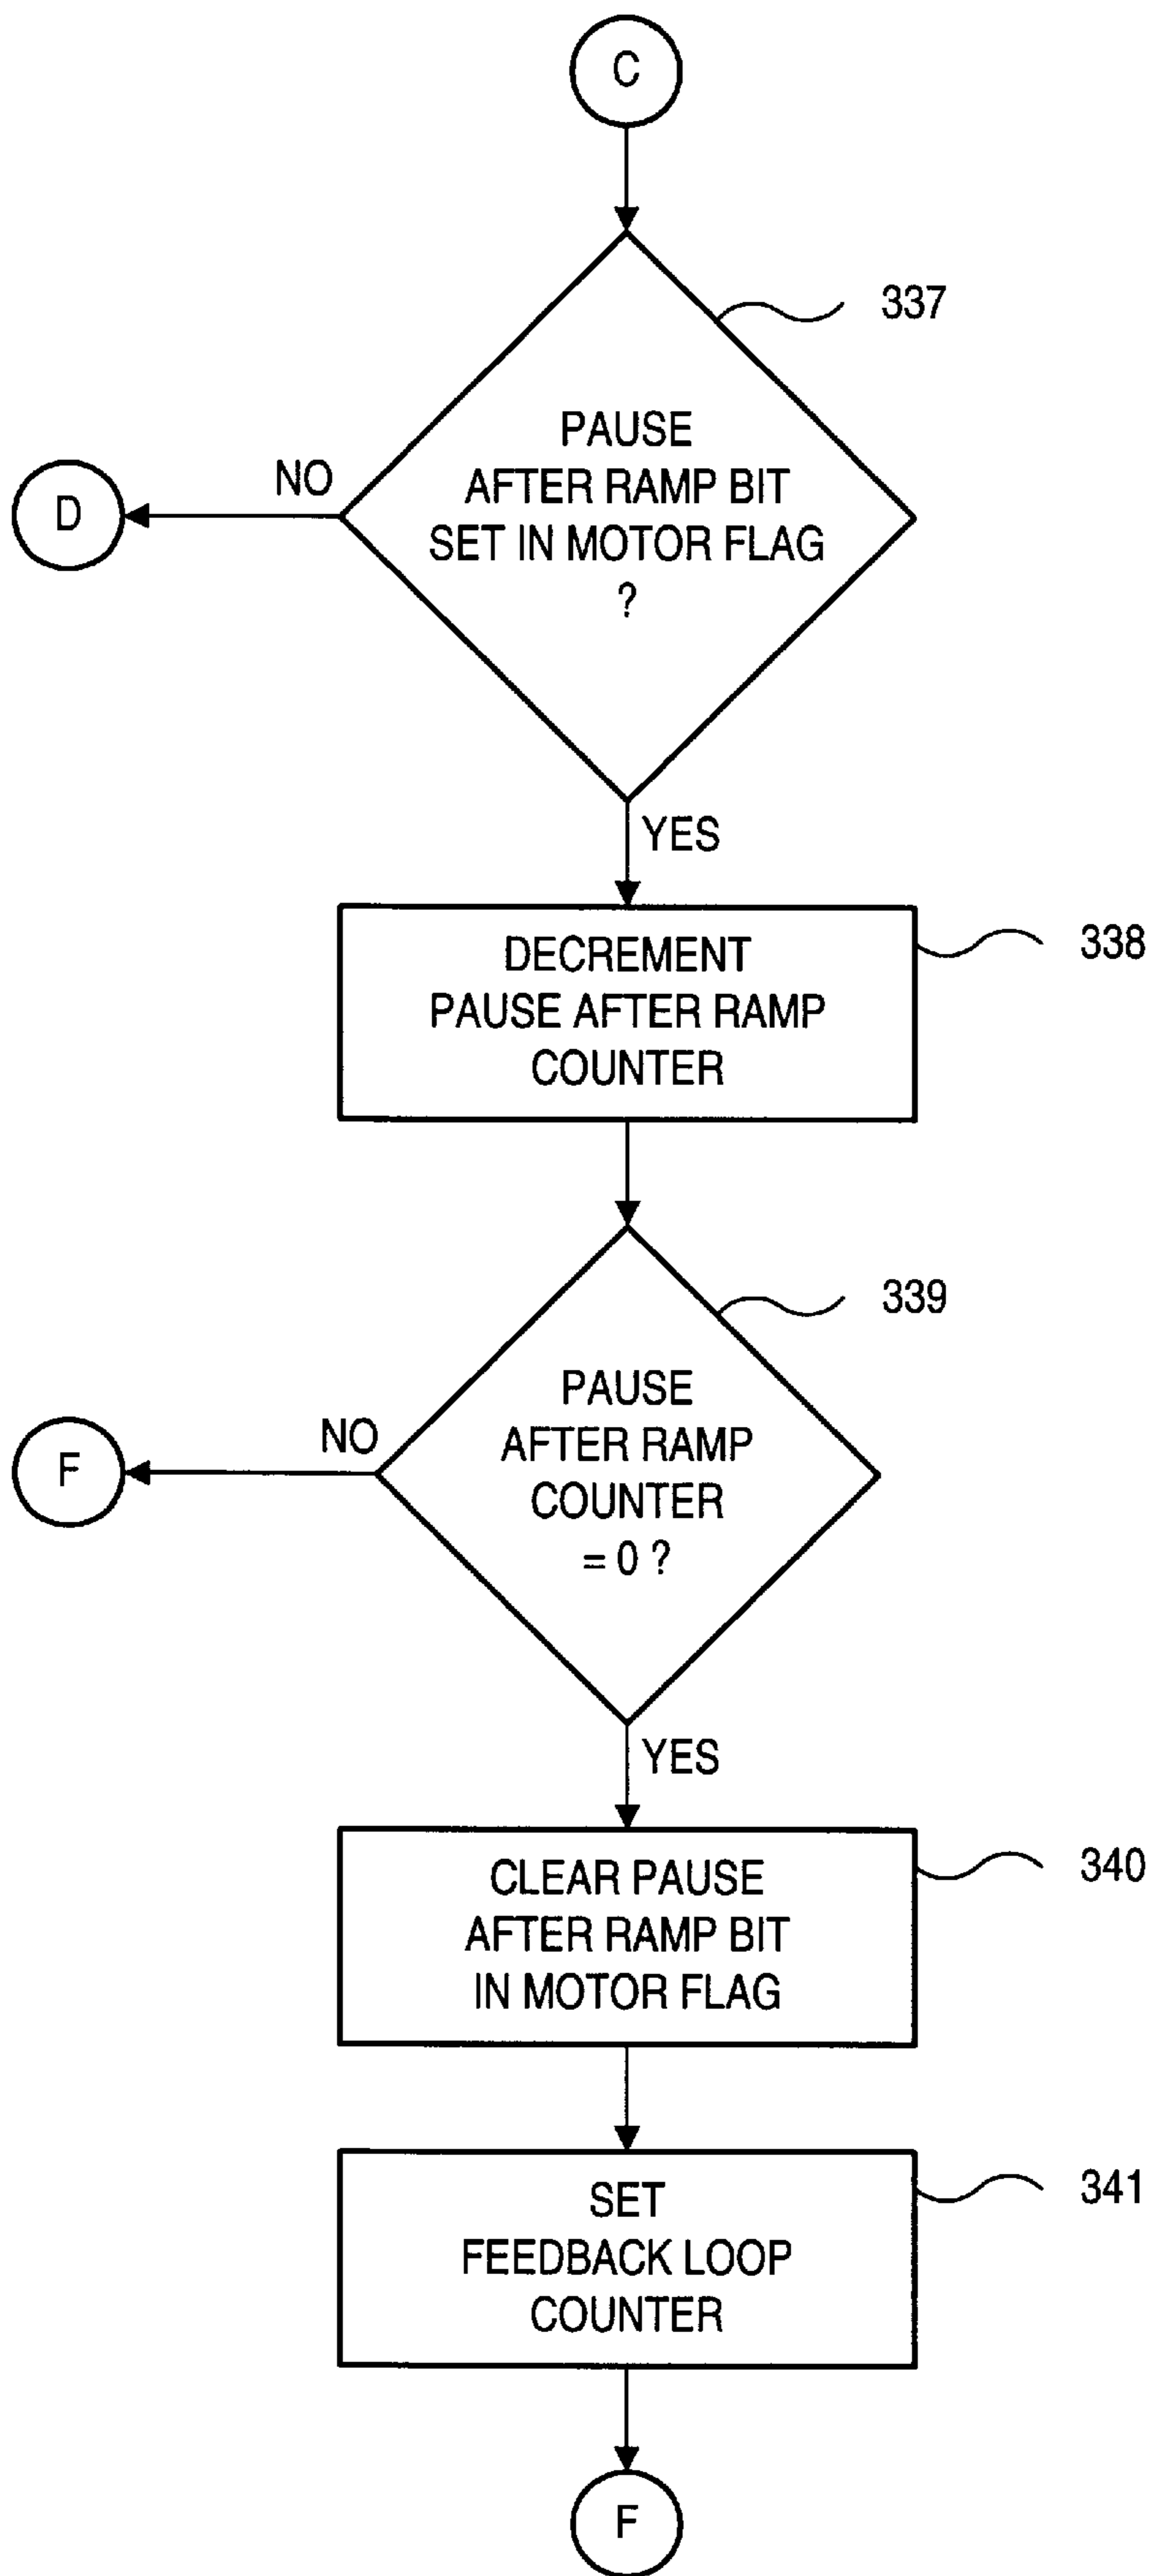 C
337
PAUSE
AFTER RAMP BIT
SET IN MOTOR FLAG
?
NO
D
YES
338
DECREMENT
PAUSE AFTER RAMP
COUNTER
339
PAUSE
AFTER RAMP
COUNTER
= 0 ?
NO
F
YES
340
CLEAR PAUSE
AFTER RAMP BIT
IN MOTOR FLAG
341
SET
FEEDBACK LOOP
COUNTER
F